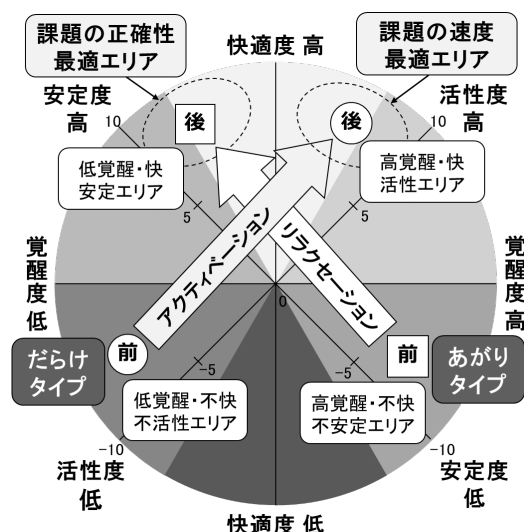 課題の正確性
最適エリア
快適度 高
課題の速度
最適エリア
安定度
高
活性度
高
10
10
後
後
低覚醒・快
安定エリア
高覚醒・快
活性エリア
5
5
覚醒度 低
覚醒度 高
アクティベーション
リラクセーション
0
だらけ
タイプ
前
前
あがり
タイプ
-5
-5
低覚醒・不快
不活性エリア
高覚醒・不快
不安定エリア
-10
-10
活性度
低
安定度
低
快適度 低